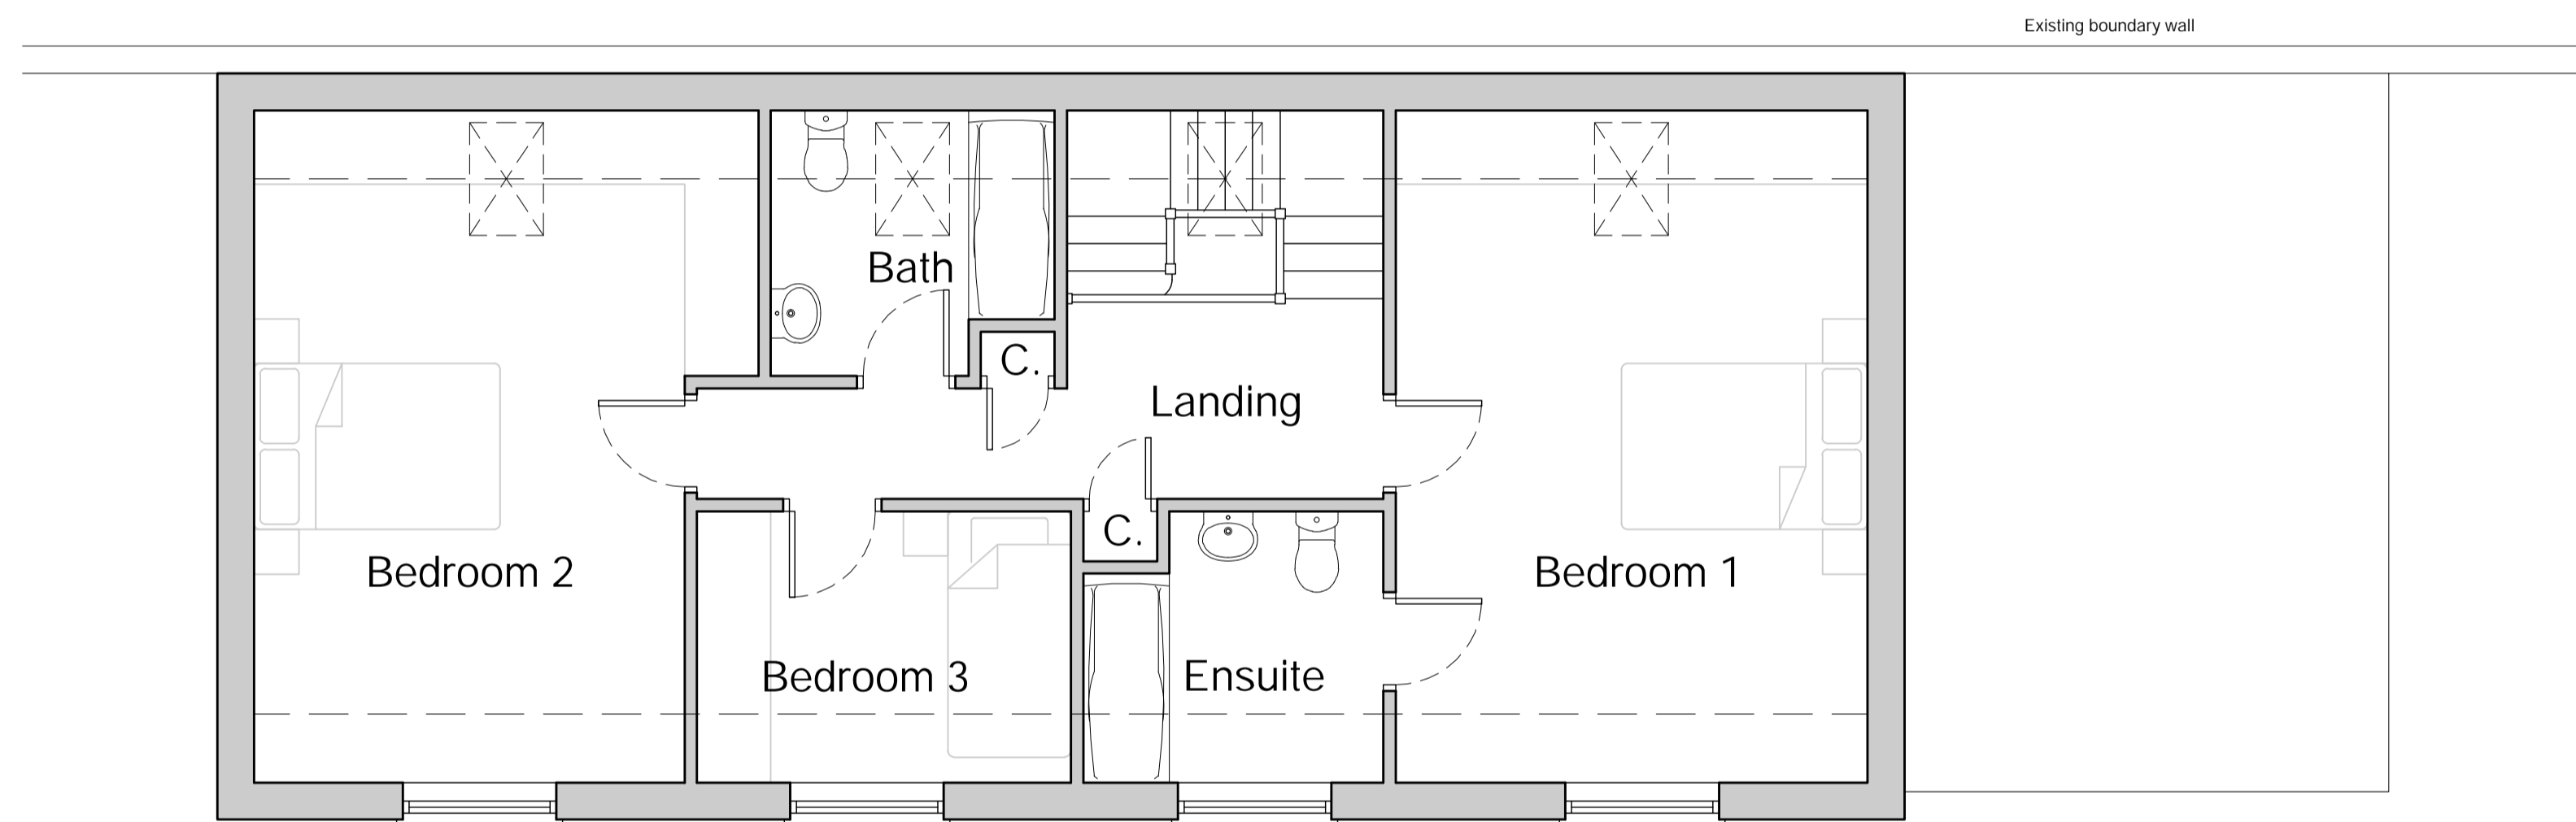 Existing boundary wall
Bath
C.
Landing
C.
Bedroom 2
Bedroom 1
Bedroom 3
Ensuite